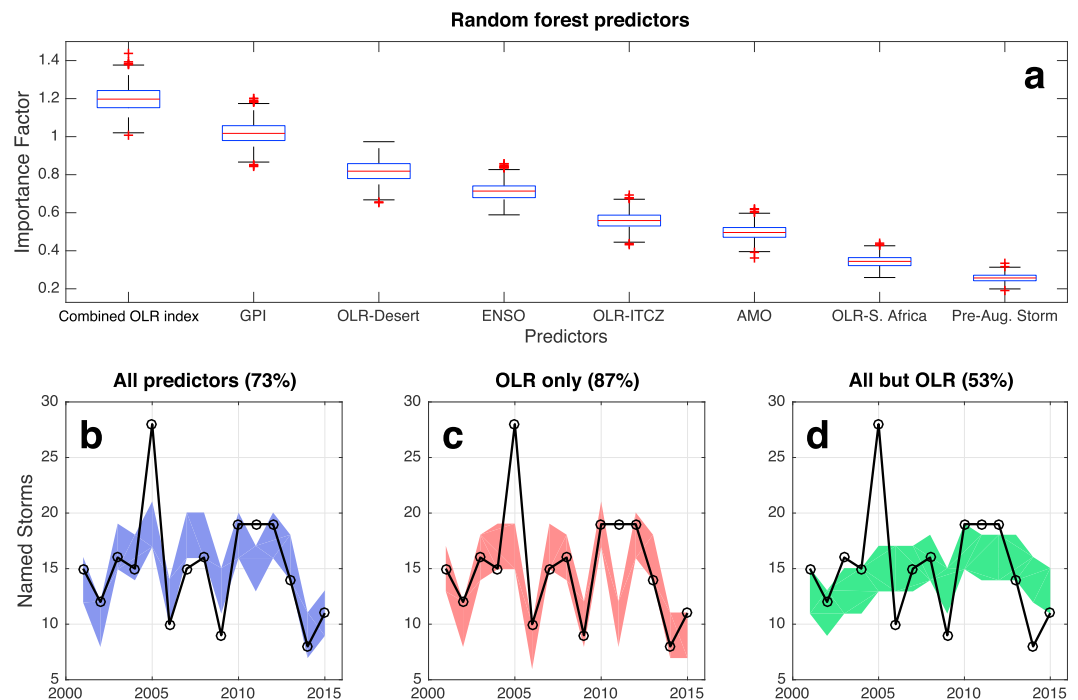 Random forest predictors
a
Importance Factor
1.4
1.2
1
0.8
0.6
0.4
0.2
Combined OLR index GPI OLR-Desert ENSO OLR-ITCZ AMO OLR-S. Africa Pre-Aug. Storm
Predictors
All predictors (73%)
b
Named Storms
30
25
20
15
10
5
2000 2005 2010 2015
OLR only (87%)
c
30
25
20
15
10
5
2000 2005 2010 2015
All but OLR (53%)
d
30
25
20
15
10
5
2000 2005 2010 2015